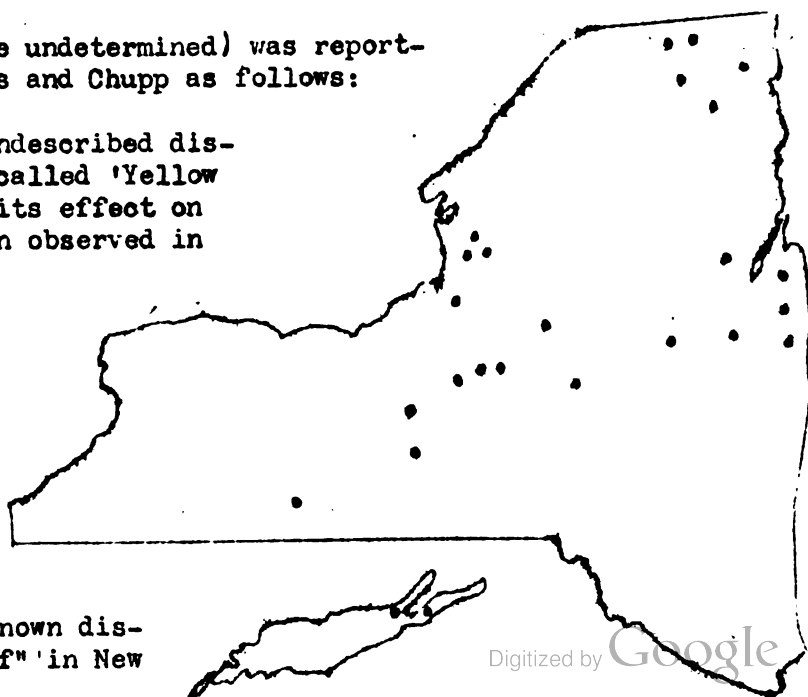 e undetermined) was report-
s and Chupp as follows:
ndescribed dis-
called 'Yellow
its effect on
n observed in
nown dis-
f" 'in New
Digitized by Google